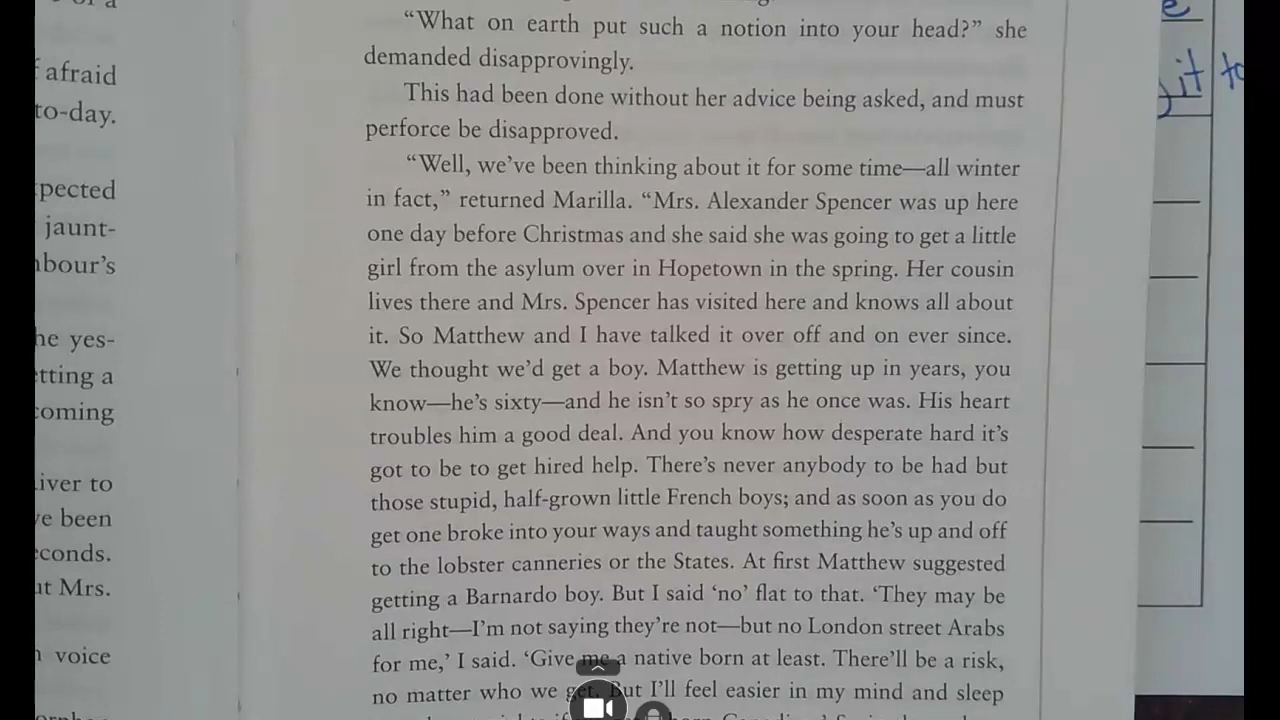 afraid
to-day.
pected
jaunt-
bour's
he yes-
tting a
coming
iver to
ve been
conds.
ut Mrs.
voice
“What on earth put such a notion into your head?” she
demanded disapprovingly.
This had been done without her advice being asked, and must
perforce be disapproved.
“Well, we've been thinking about it for some time—all winter
in fact,” returned Marilla. “Mrs. Alexander Spencer was up here
one day before Christmas and she said she was going to get a little
girl from the asylum over in Hopetown in the spring. Her cousin
lives there and Mrs. Spencer has visited here and knows all about
it. So Matthew and I have talked it over off and on ever since.
We thought we'd get a boy. Matthew is getting up in years, you
know—he's sixty—and he isn't so spry as he once was. His heart
troubles him a good deal. And you know how desperate hard it's
got to be to get hired help. There's never anybody to be had but
those stupid, half-grown little French boys; and as soon as you do
get one broke into your ways and taught something he's up and off
to the lobster canneries or the States. At first Matthew suggested
getting a Barnardo boy. But I said ‘no’ flat to that. ‘They may be
all right—I'm not saying they're not—but no London street Arabs
for me,’ I said. ‘Give me a native born at least. There'll be a risk,
no matter who we get. But I'll feel easier in my mind and sleep
it to